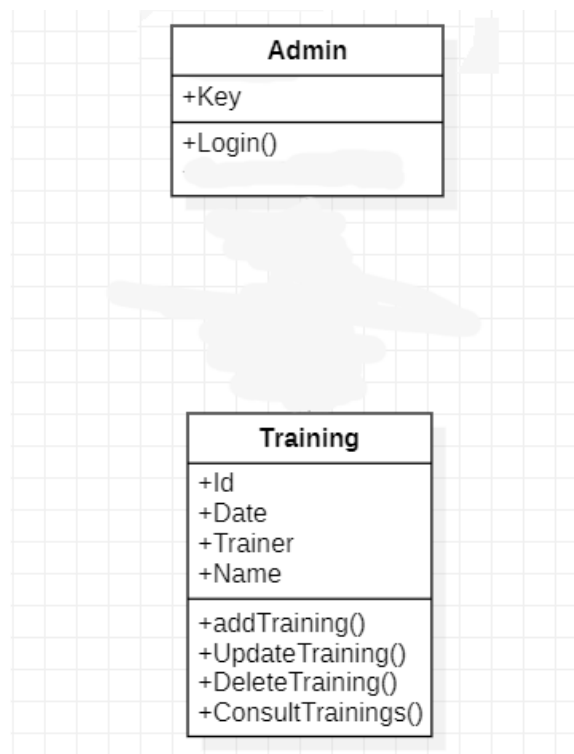 Admin
+Key
+Login()
Training
+Id
+Date
+Trainer
+Name
+addTraining()
+UpdateTraining()
+DeleteTraining()
+ConsultTrainings()